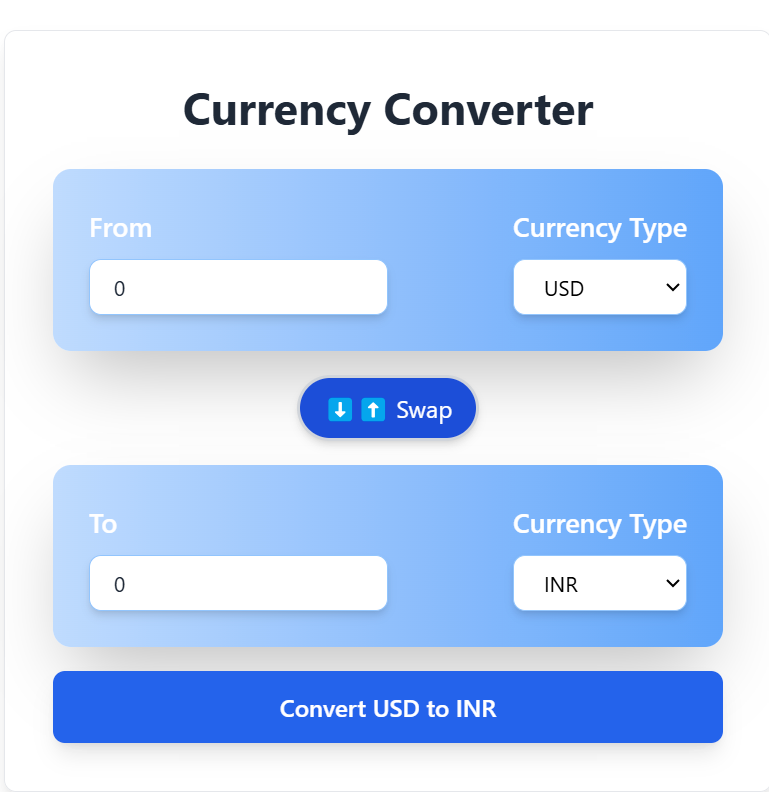 Currency Converter
From Currency Type
0 USD
⬇️ ⬆️ Swap
To Currency Type
0 INR
Convert USD to INR